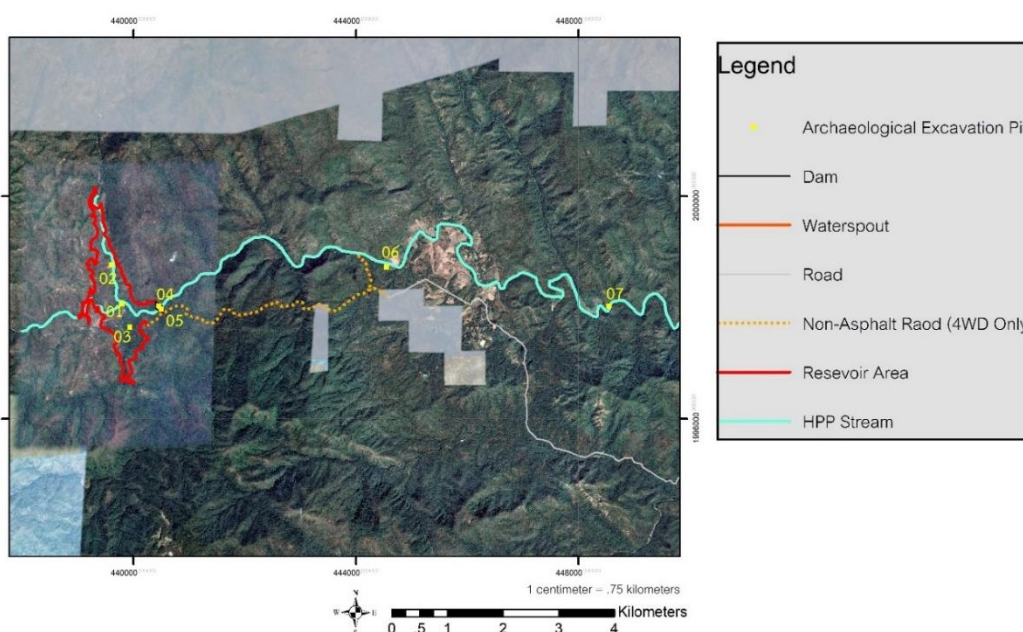 440000
444000
448000
2000000
1996000
02
01
03
04
05
06
07
440000
444000
448000
Legend
Archaeological Excavation Pi
Dam
Waterspout
Road
Non-Asphalt Raod (4WD Only
Resevoir Area
HPP Stream
1 centimeter = .75 kilometers
N
W
E
Kilometers
0 .5 1 2 3 4